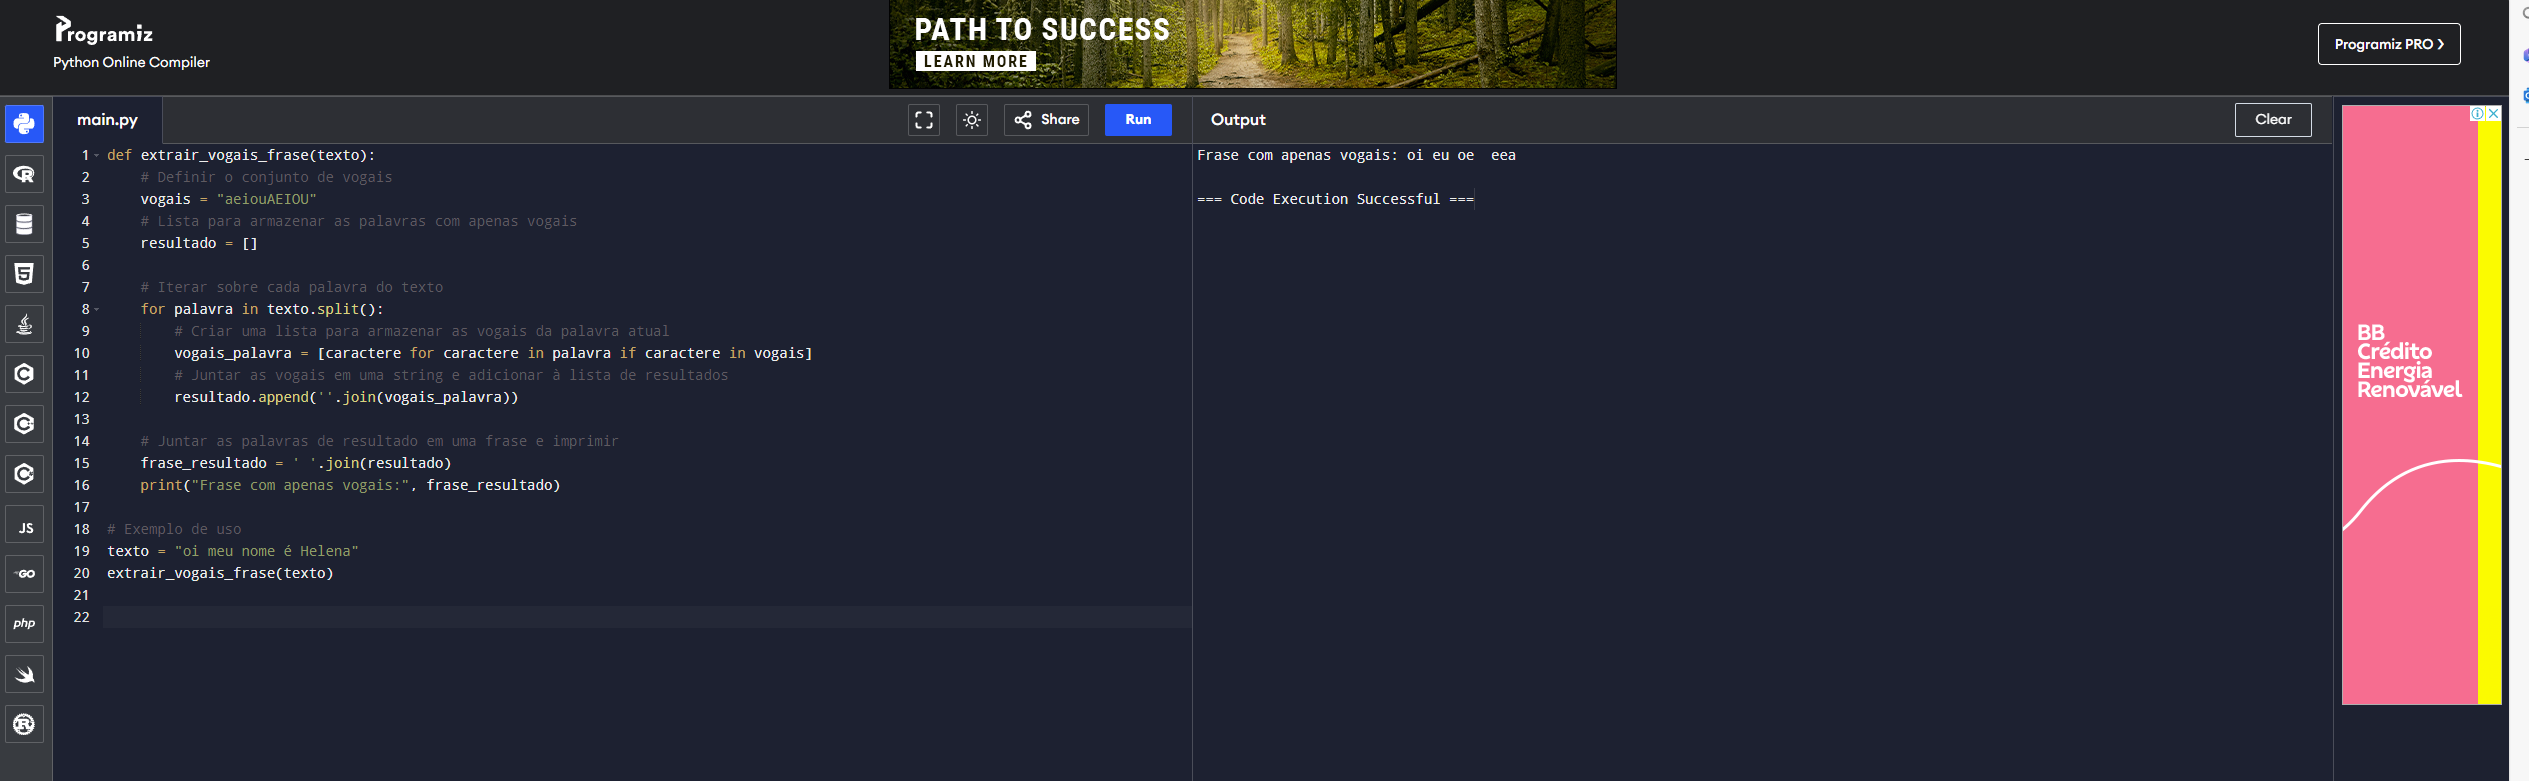 Programiz
Python Online Compiler
PATH TO SUCCESS
LEARN MORE
Programiz PRO ❯
main.py
Share
Run
Output
Clear
1 def extrair_vogais_frase(texto):
2     # Definir o conjunto de vogais
3     vogais = "aeiouAEIOU"
4     # Lista para armazenar as palavras com apenas vogais
5     resultado = []
6
7     # Iterar sobre cada palavra do texto
8     for palavra in texto.split():
9         # Criar uma lista para armazenar as vogais da palavra atual
10         vogais_palavra = [caractere for caractere in palavra if caractere in vogais]
11         # Juntar as vogais em uma string e adicionar à lista de resultados
12         resultado.append(''.join(vogais_palavra))
13
14     # Juntar as palavras de resultado em uma frase e imprimir
15     frase_resultado = ' '.join(resultado)
16     print("Frase com apenas vogais:", frase_resultado)
17
18 # Exemplo de uso
19 texto = "oi meu nome é Helena"
20 extrair_vogais_frase(texto)
21
22
Frase com apenas vogais: oi eu oe  eea
=== Code Execution Successful ===
JS
GO
php
BB
Crédito
Energia
Renovável